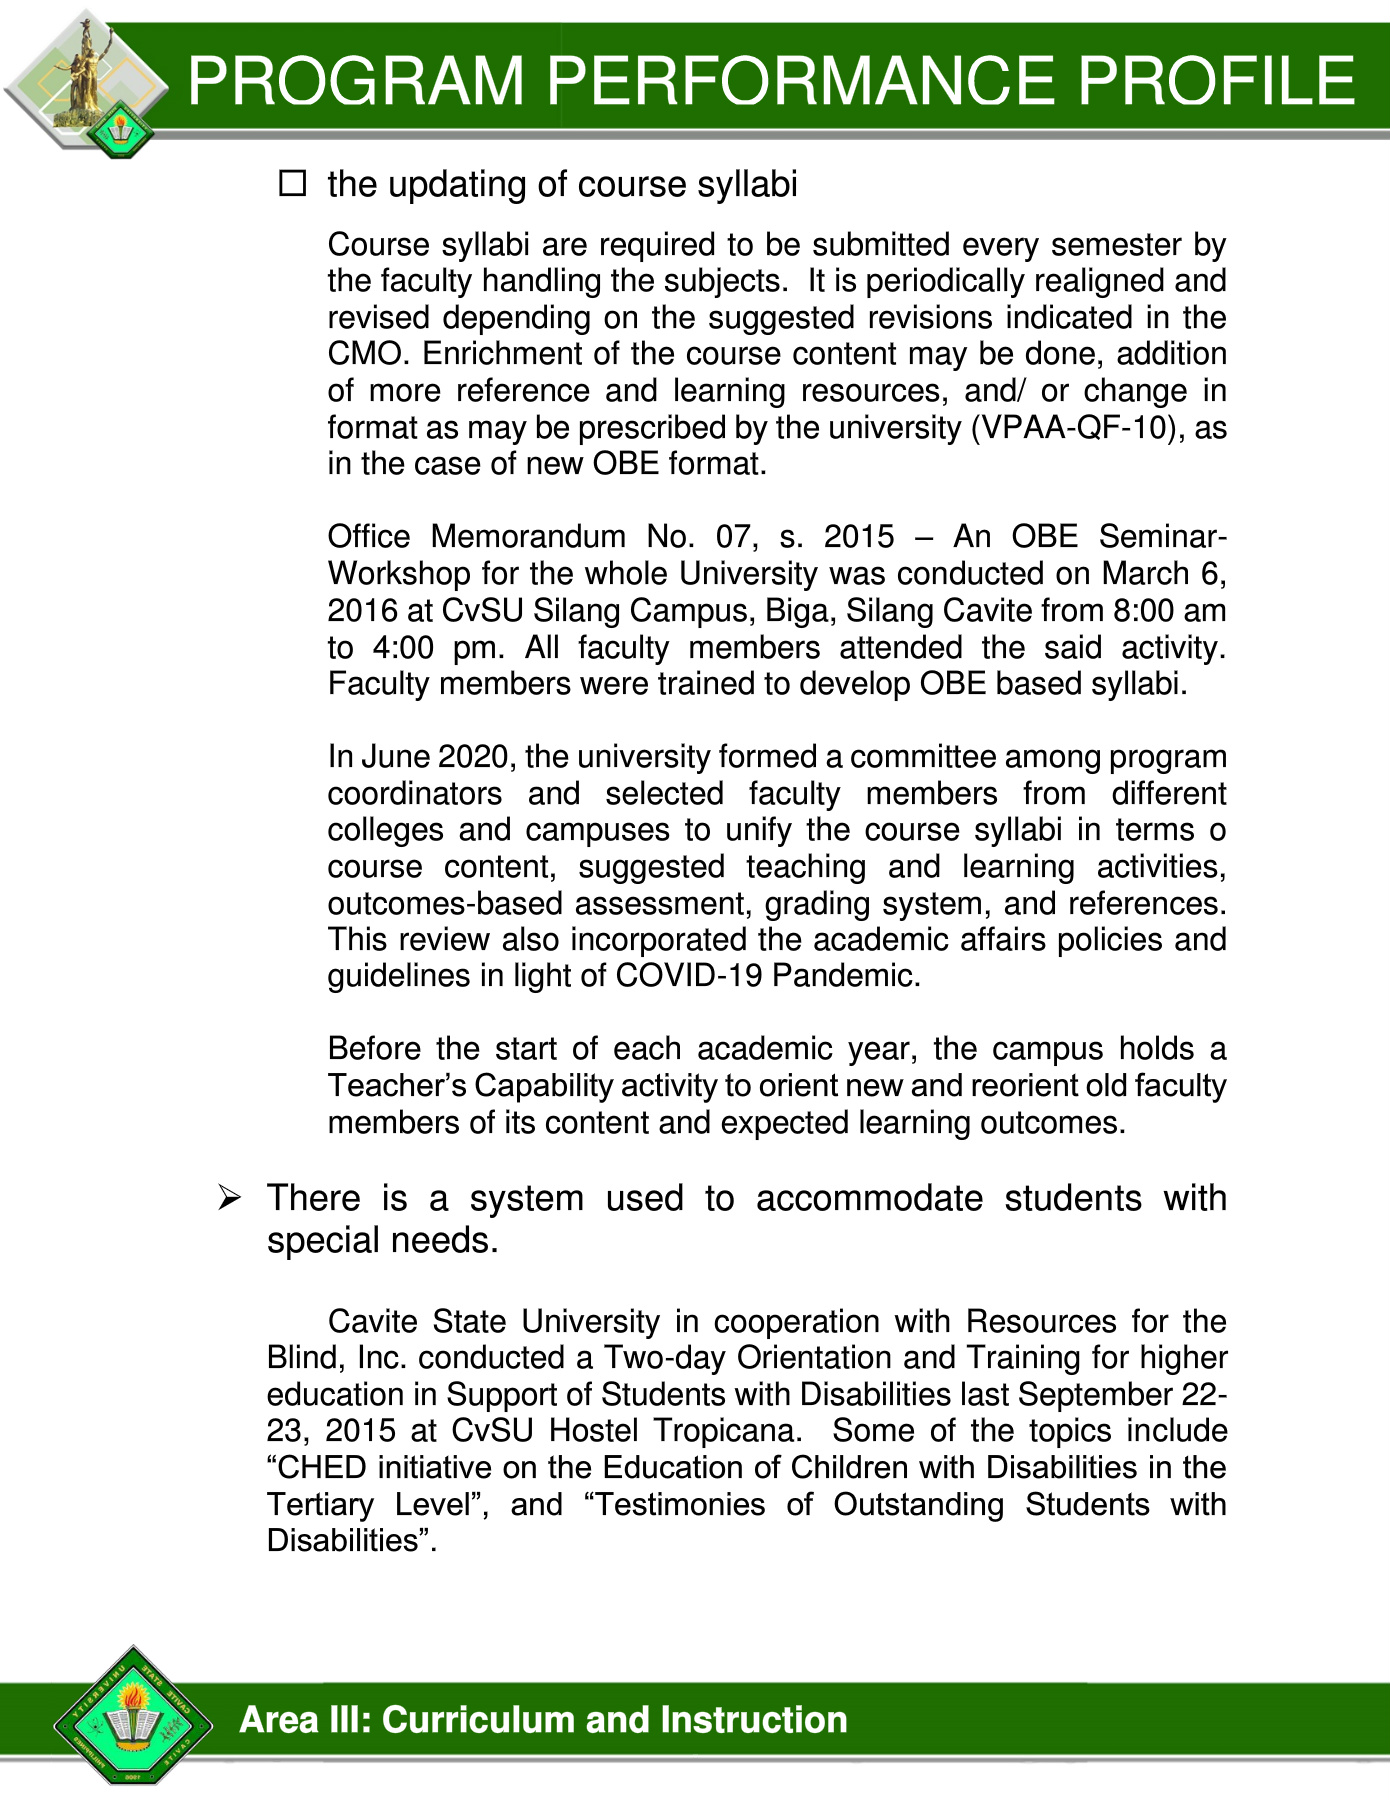 PROGRAM PERFORMANCE PROFILE
the updating of course syllabi
Course syllabi are required to be submitted every semester by
the faculty handling the subjects. It is periodically realigned and
revised depending on the suggested revisions indicated in the
CMO. Enrichment of the course content may be done, addition
of more reference and learning resources, and/ or change in
format as may be prescribed by the university (VPAA-QF-10), as
in the case of new OBE format.
Office Memorandum No. 07, s. 2015 – An OBE Seminar-
Workshop for the whole University was conducted on March 6,
2016 at CvSU Silang Campus, Biga, Silang Cavite from 8:00 am
to 4:00 pm. All faculty members attended the said activity.
Faculty members were trained to develop OBE based syllabi.
In June 2020, the university formed a committee among program
coordinators and selected faculty members from different
colleges and campuses to unify the course syllabi in terms o
course content, suggested teaching and learning activities,
outcomes-based assessment, grading system, and references.
This review also incorporated the academic affairs policies and
guidelines in light of COVID-19 Pandemic.
Before the start of each academic year, the campus holds a
Teacher’s Capability activity to orient new and reorient old faculty
members of its content and expected learning outcomes.
There is a system used to accommodate students with
special needs.
Cavite State University in cooperation with Resources for the
Blind, Inc. conducted a Two-day Orientation and Training for higher
education in Support of Students with Disabilities last September 22-
23, 2015 at CvSU Hostel Tropicana. Some of the topics include
“CHED initiative on the Education of Children with Disabilities in the
Tertiary Level”, and “Testimonies of Outstanding Students with
Disabilities”.
CAVITE STATE UNIVERSITY
CAVITE
PHILIPPINES
1906
Area III: Curriculum and Instruction